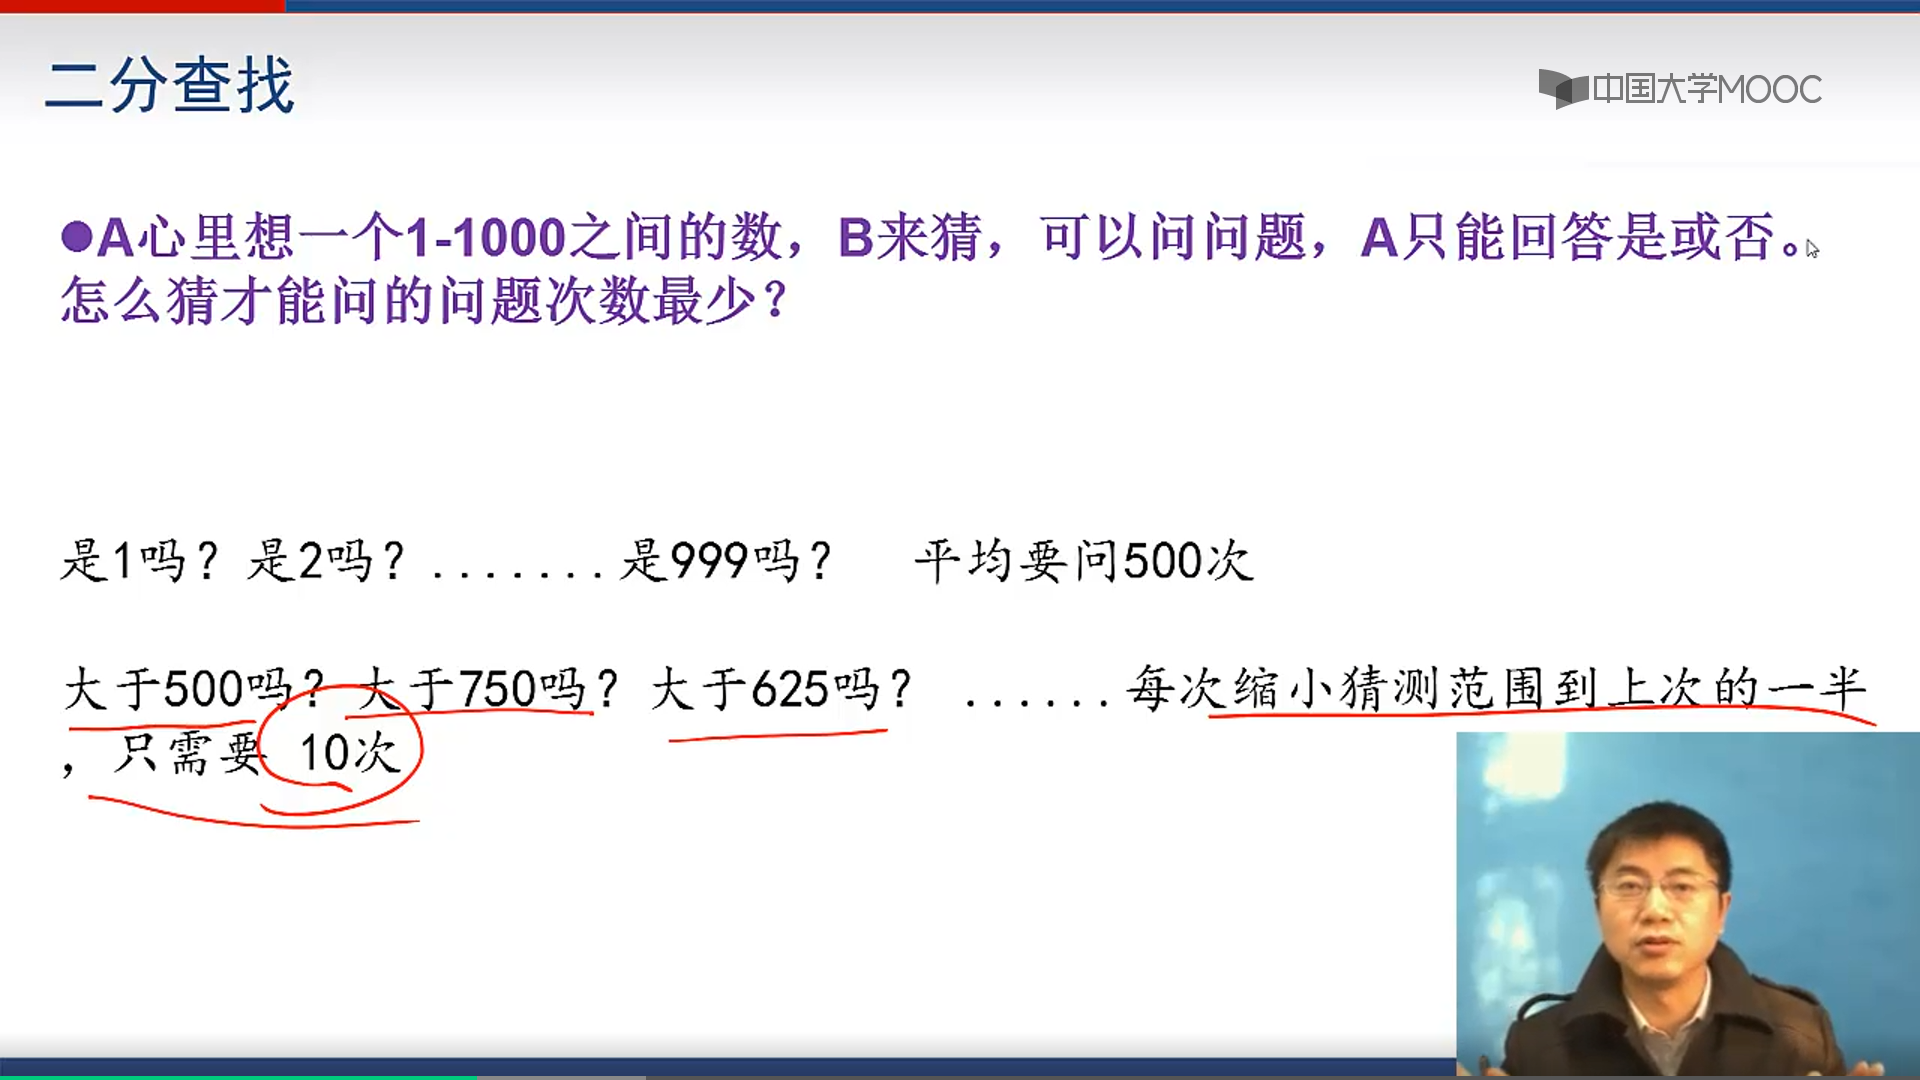 二分查找
中国大学MOOC
●A心里想一个1-1000之间的数，B来猜，可以问问题，A只能回答是或否。
怎么猜才能问的问题次数最少？
是1吗？是2吗？.......是999吗？ 平均要问500次
大于500吗？大于750吗？大于625吗？ ......每次缩小猜测范围到上次的一半
，只需要 10次